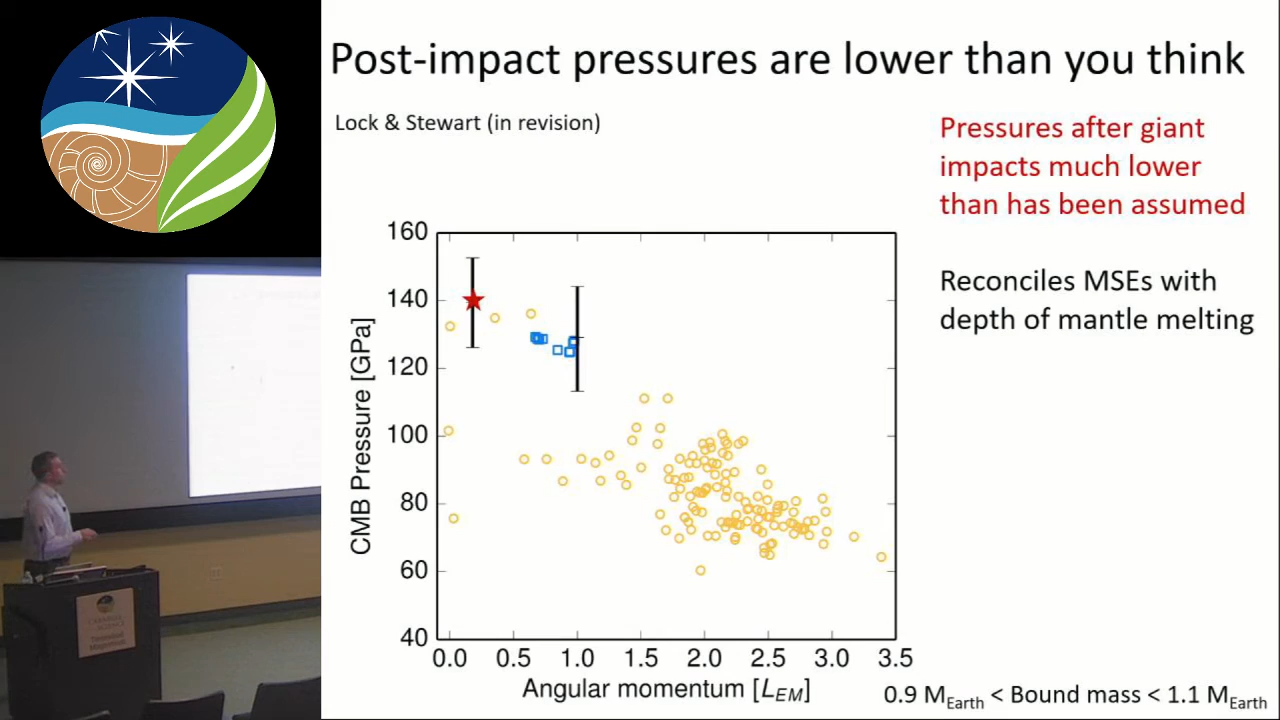 Post-impact pressures are lower than you think
Lock & Stewart (in revision)
Pressures after giant
impacts much lower
than has been assumed
Reconciles MSEs with
depth of mantle melting
160
140
120
100
80
60
40
CMB Pressure [GPa]
0.0 0.5 1.0 1.5 2.0 2.5 3.0 3.5
Angular momentum [L_EM]
0.9 M_Earth < Bound mass < 1.1 M_Earth